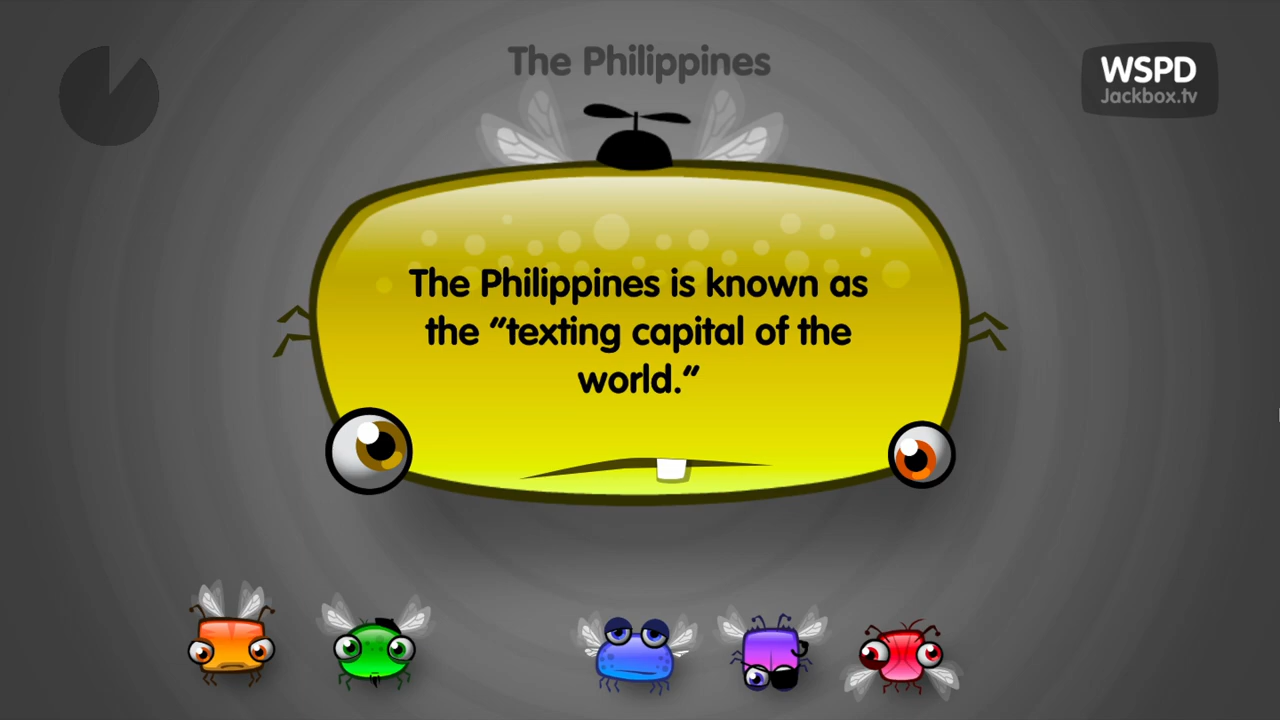 The Philippines
WSPD
Jackbox.tv
The Philippines is known as
the “texting capital of the
world.”